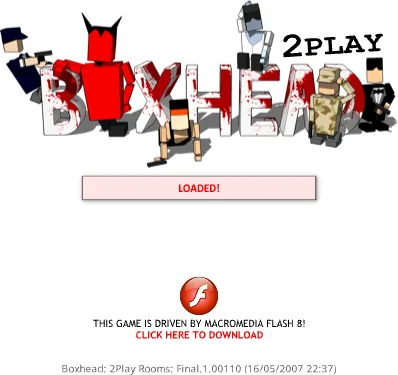 2PLAY
BOXHEAD
LOADED!
THIS GAME IS DRIVEN BY MACROMEDIA FLASH 8!
CLICK HERE TO DOWNLOAD
Boxhead: 2Play Rooms: Final.1.00110 (16/05/2007 22:37)